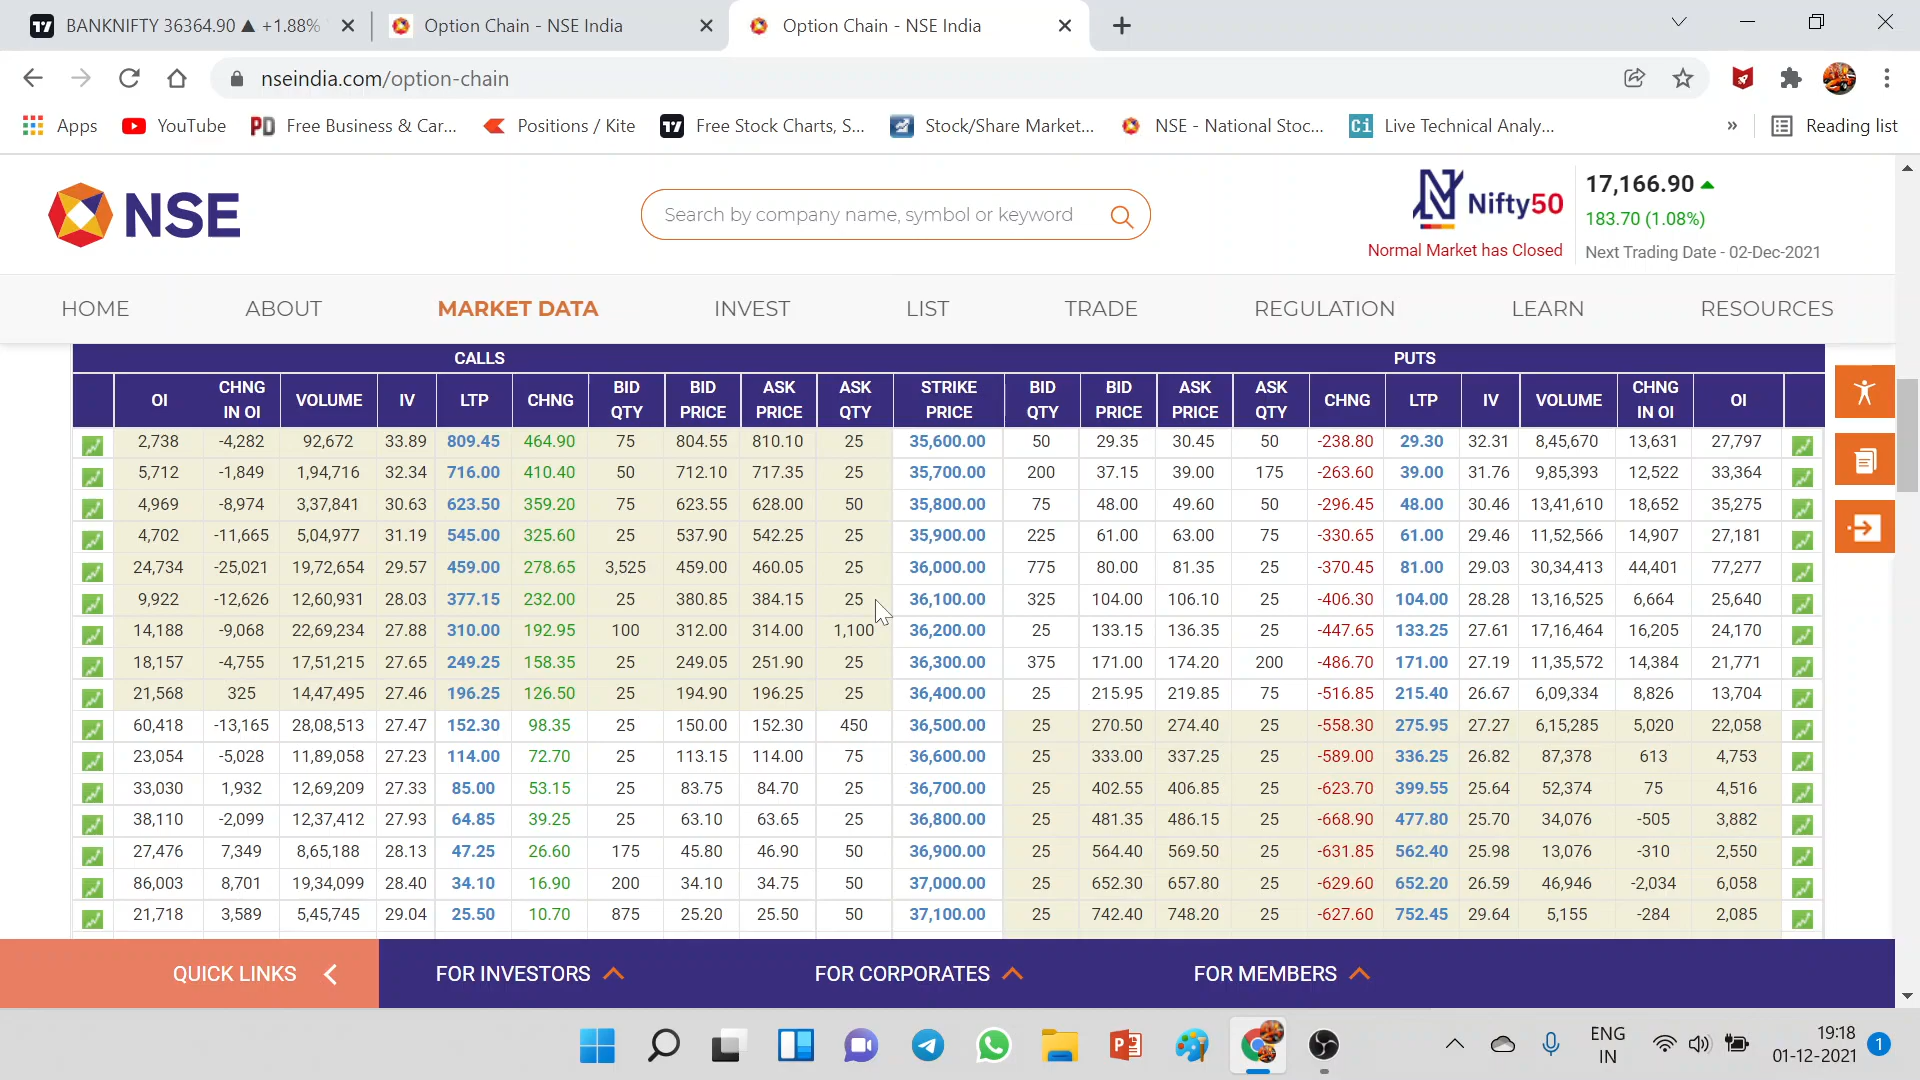 BANKNIFTY 36364.90 ▲ +1.88%
Option Chain - NSE India
Option Chain - NSE India
nseindia.com/option-chain
Apps YouTube PD Free Business & Car... Positions / Kite Free Stock Charts, S... Stock/Share Market... NSE - National Stoc... Ci Live Technical Analy... » Reading list
NSE
Search by company name, symbol or keyword
Nifty50
Normal Market has Closed
17,166.90
183.70 (1.08%)
Next Trading Date - 02-Dec-2021
HOME ABOUT MARKET DATA INVEST LIST TRADE REGULATION LEARN RESOURCES
CALLS PUTS
OI CHNG IN OI VOLUME IV LTP CHNG BID QTY BID PRICE ASK PRICE ASK QTY STRIKE PRICE BID QTY BID PRICE ASK PRICE ASK QTY CHNG LTP IV VOLUME CHNG IN OI OI
2,738 -4,282 92,672 33.89 809.45 464.90 75 804.55 810.10 25 35,600.00 50 29.35 30.45 50 -238.80 29.30 32.31 8,45,670 13,631 27,797
5,712 -1,849 1,94,716 32.34 716.00 410.40 50 712.10 717.35 25 35,700.00 200 37.15 39.00 175 -263.60 39.00 31.76 9,85,393 12,522 33,364
4,969 -8,974 3,37,841 30.63 623.50 359.20 75 623.55 628.00 50 35,800.00 75 48.00 49.60 50 -296.45 48.00 30.46 13,41,610 18,652 35,275
4,702 -11,665 5,04,977 31.19 545.00 325.60 25 537.90 542.25 25 35,900.00 225 61.00 63.00 75 -330.65 61.00 29.46 11,52,566 14,907 27,181
24,734 -25,021 19,72,654 29.57 459.00 278.65 3,525 459.00 460.05 25 36,000.00 775 80.00 81.35 25 -370.45 81.00 29.03 30,34,413 44,401 77,277
9,922 -12,626 12,60,931 28.03 377.15 232.00 25 380.85 384.15 25 36,100.00 325 104.00 106.10 25 -406.30 104.00 28.28 13,16,525 6,664 25,640
14,188 -9,068 22,69,234 27.88 310.00 192.95 100 312.00 314.00 1,100 36,200.00 25 133.15 136.35 25 -447.65 133.25 27.61 17,16,464 16,205 24,170
18,157 -4,755 17,51,215 27.65 249.25 158.35 25 249.05 251.90 25 36,300.00 375 171.00 174.20 200 -486.70 171.00 27.19 11,35,572 14,384 21,771
21,568 325 14,47,495 27.46 196.25 126.50 25 194.90 196.25 25 36,400.00 25 215.95 219.85 75 -516.85 215.40 26.67 6,09,334 8,826 13,704
60,418 -13,165 28,08,513 27.47 152.30 98.35 25 150.00 152.30 450 36,500.00 25 270.50 274.40 25 -558.30 275.95 27.27 6,15,285 5,020 22,058
23,054 -5,028 11,89,058 27.23 114.00 72.70 25 113.15 114.00 75 36,600.00 25 333.00 337.25 25 -589.00 336.25 26.82 87,378 613 4,753
33,030 1,932 12,69,209 27.33 85.00 53.15 25 83.75 84.70 25 36,700.00 25 402.55 406.85 25 -623.70 399.55 25.64 52,374 75 4,516
38,110 -2,099 12,37,412 27.93 64.85 39.25 25 63.10 63.65 25 36,800.00 25 481.35 486.15 25 -668.90 477.80 25.70 34,076 -505 3,882
27,476 7,349 8,65,188 28.13 47.25 26.60 175 45.80 46.90 50 36,900.00 25 564.40 569.50 25 -631.85 562.40 25.98 13,076 -310 2,550
86,003 8,701 19,34,099 28.40 34.10 16.90 200 34.10 34.75 50 37,000.00 25 652.30 657.80 25 -629.60 652.20 26.59 46,946 -2,034 6,058
21,718 3,589 5,45,745 29.04 25.50 10.70 875 25.20 25.50 50 37,100.00 25 742.40 748.20 25 -627.60 752.45 29.64 5,155 -284 2,085
QUICK LINKS FOR INVESTORS FOR CORPORATES FOR MEMBERS
ENG
IN
19:18
01-12-2021
1